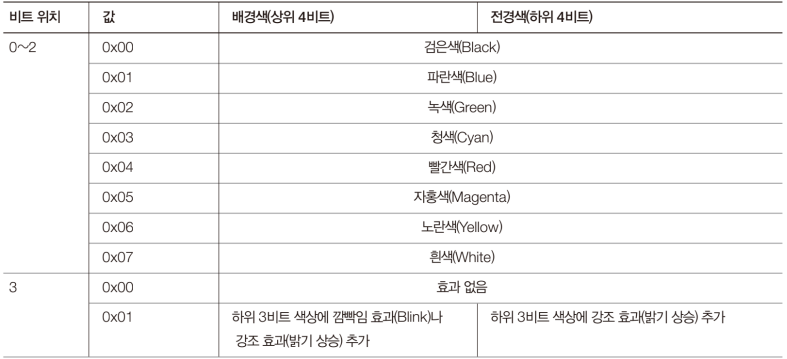 비트 위치 값 배경색(상위 4비트) 전경색(하위 4비트)
0~2 0x00 검은색(Black)
0x01 파란색(Blue)
0x02 녹색(Green)
0x03 청색(Cyan)
0x04 빨간색(Red)
0x05 자홍색(Magenta)
0x06 노란색(Yellow)
0x07 흰색(White)
3 0x00 효과 없음
0x01 하위 3비트 색상에 깜빡임 효과(Blink)나 하위 3비트 색상에 강조 효과(밝기 상승) 추가
강조 효과(밝기 상승) 추가